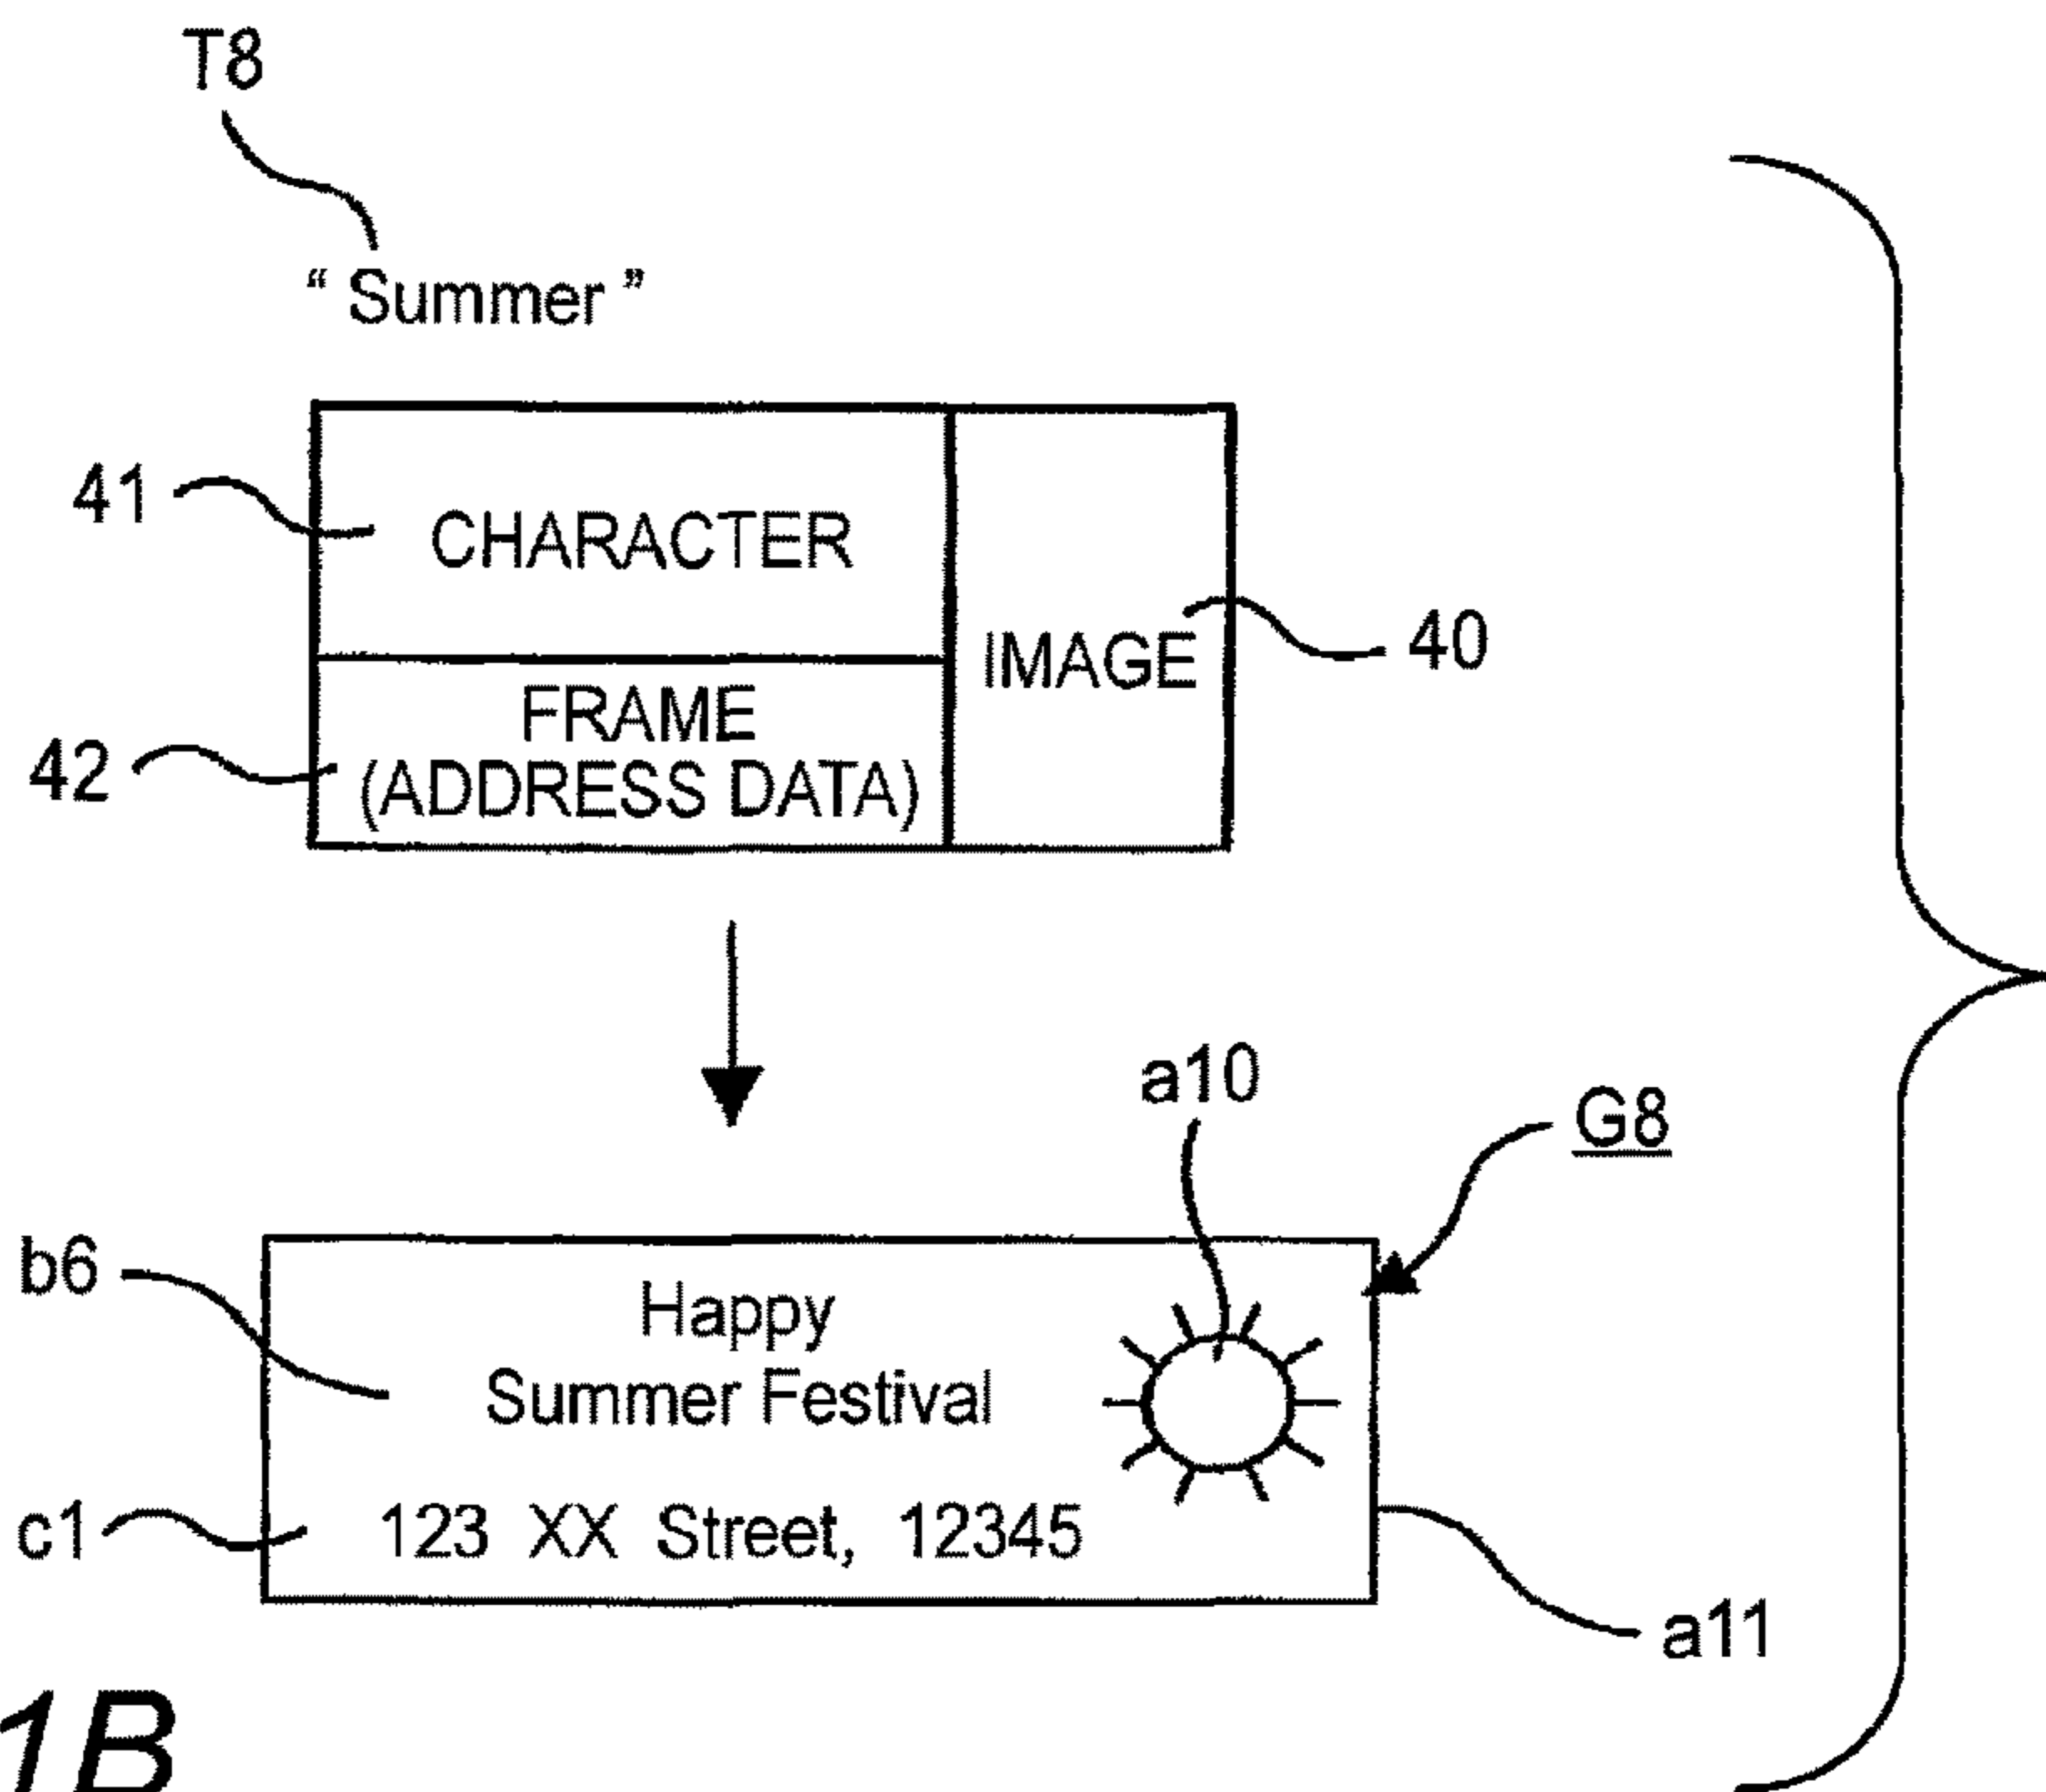 T8
“ Summer ”
41
CHARACTER
IMAGE
40
42
FRAME
(ADDRESS DATA)
a10
G8
b6
Happy
Summer Festival
c1
123 XX Street, 12345
a11
1B